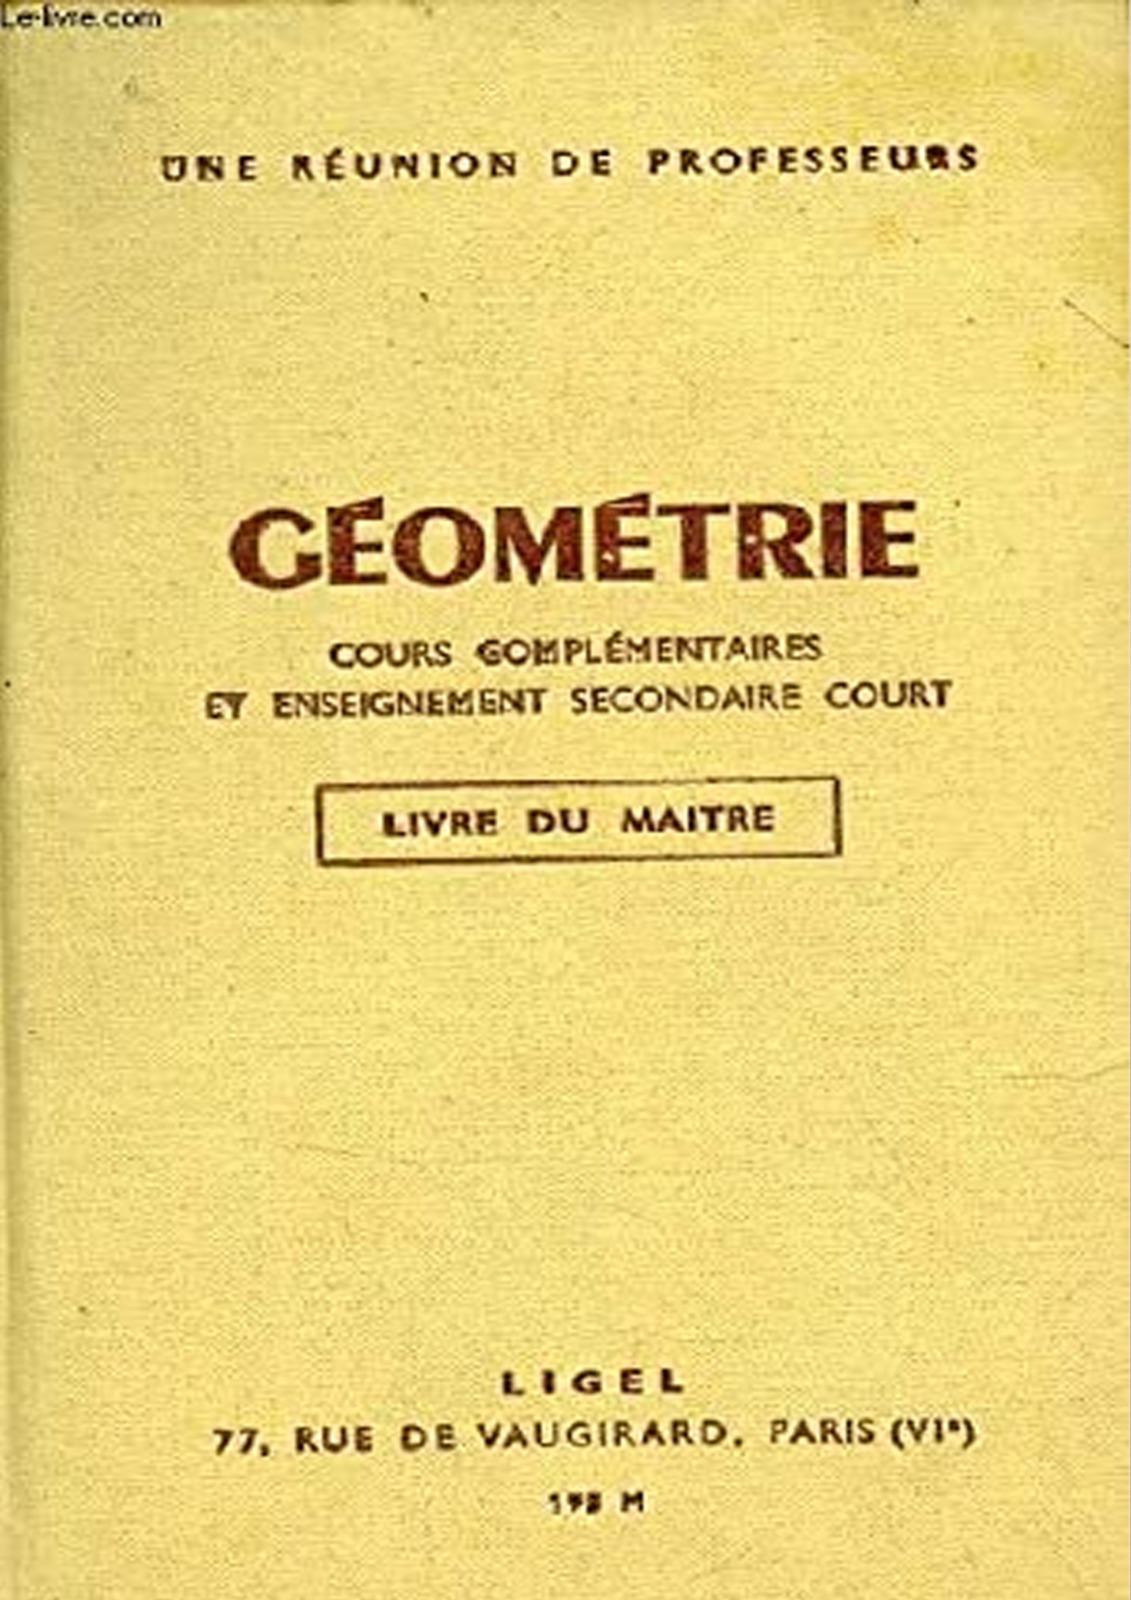 Le-livre.com
UNE RÉUNION DE PROFESSEURS
GÉOMÉTRIE
COURS COMPLÉMENTAIRES
ET ENSEIGNEMENT SECONDAIRE COURT
LIVRE DU MAITRE
LIGEL
77, RUE DE VAUGIRARD, PARIS (VIe)
M